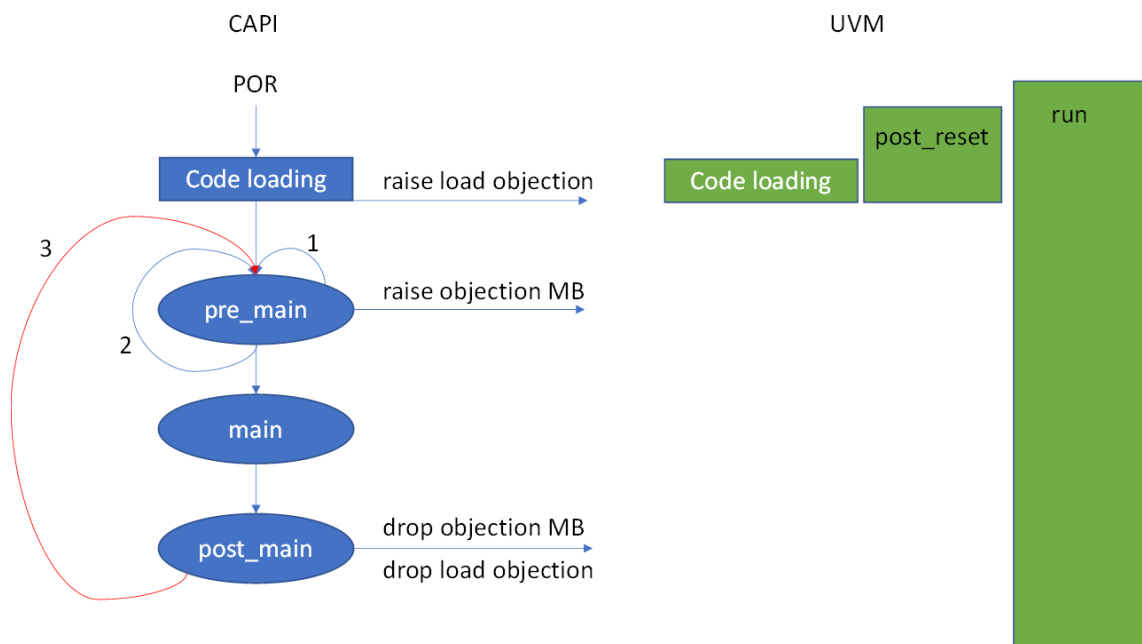 CAPI
UVM
POR
run
post_reset
Code loading
raise load objection
Code loading
3
1
pre_main
raise objection MB
2
main
post_main
drop objection MB
drop load objection